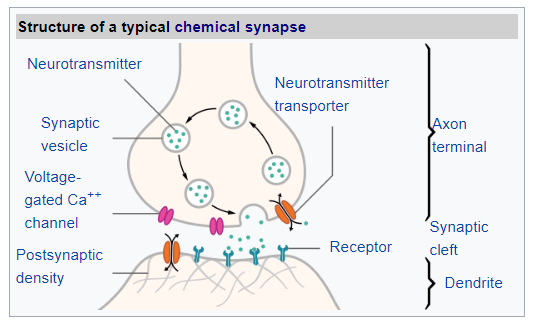 Structure of a typical chemical synapse
Neurotransmitter
Synaptic
vesicle
Voltage-
gated Ca++
channel
Postsynaptic
density
Neurotransmitter
transporter
Receptor
Axon
terminal
Synaptic
cleft
Dendrite